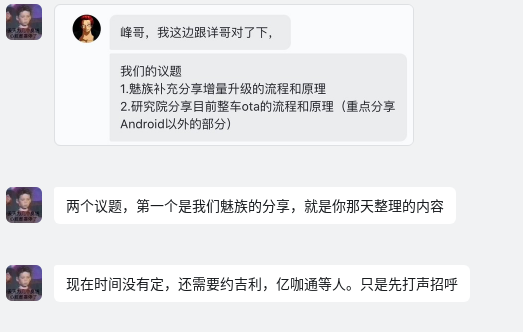 峰哥，我这边跟详哥对了下，
我们的议题
1.魅族补充分享增量升级的流程和原理
2.研究院分享目前整车ota的流程和原理（重点分享
Android以外的部分）
两个议题，第一个是我们魅族的分享，就是你那天整理的内容
现在时间没有定，还需要约吉利，亿咖通等人。只是先打声招呼